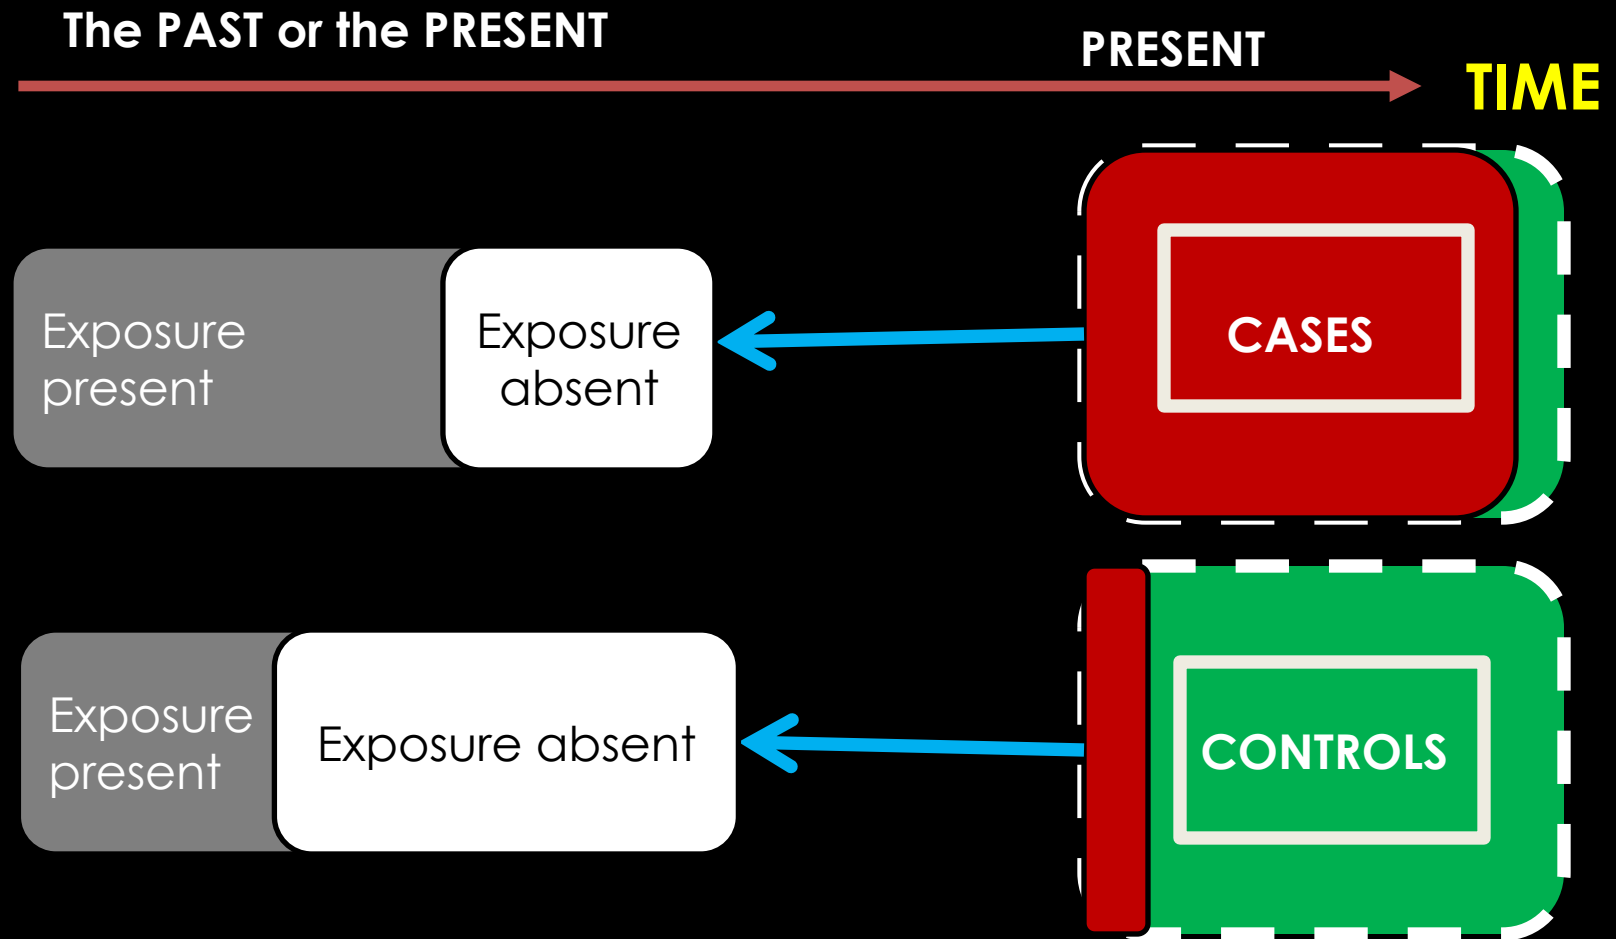 The PAST or the PRESENT
PRESENT
TIME
Exposure
present
Exposure
absent
CASES
Exposure
present
Exposure absent
CONTROLS